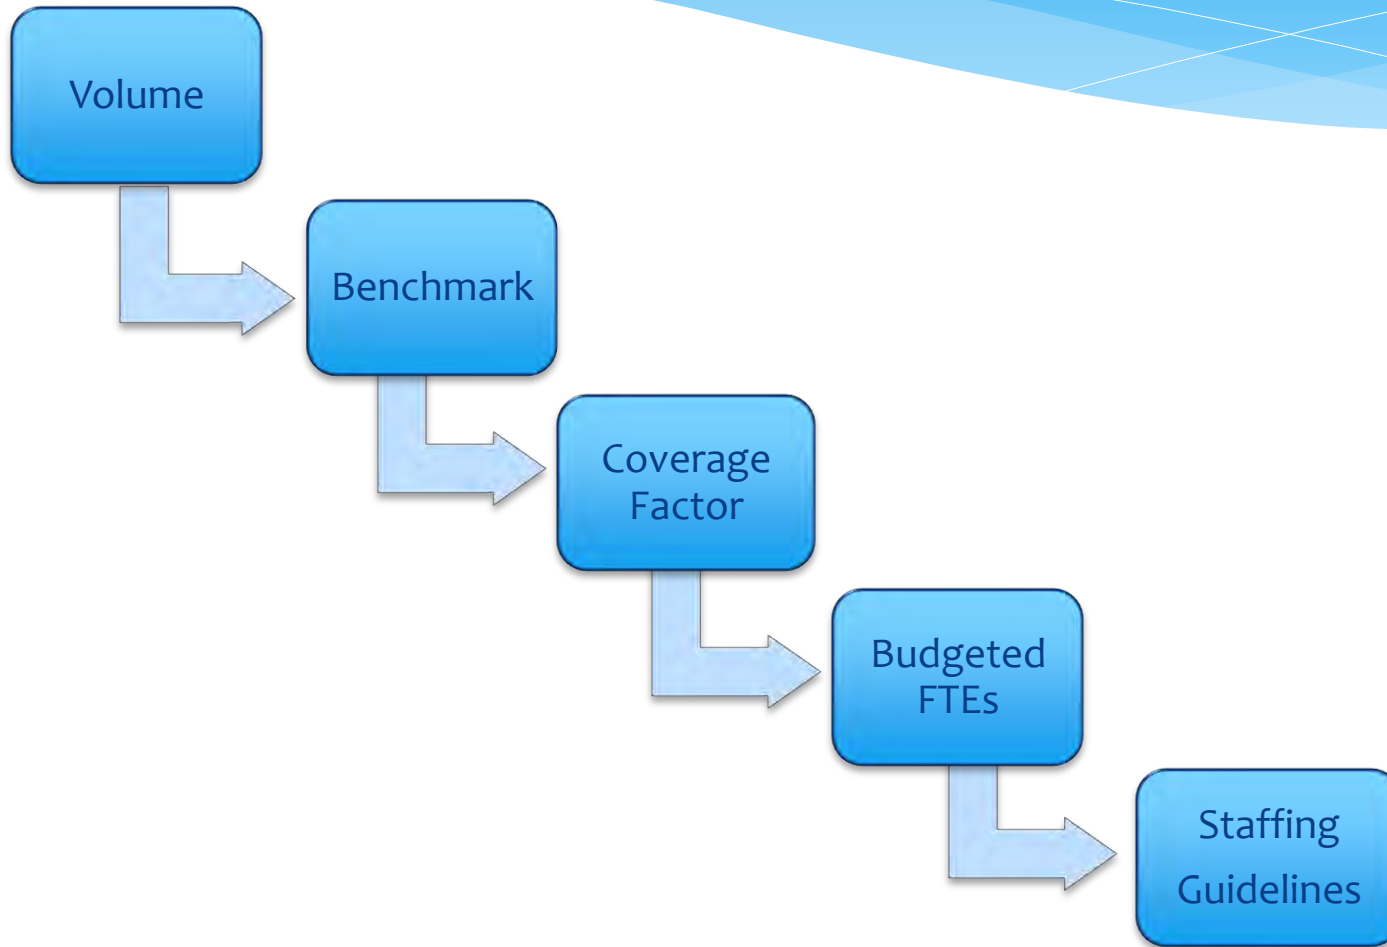 Volume
Benchmark
Coverage
Factor
Budgeted
FTEs
Staffing
Guidelines